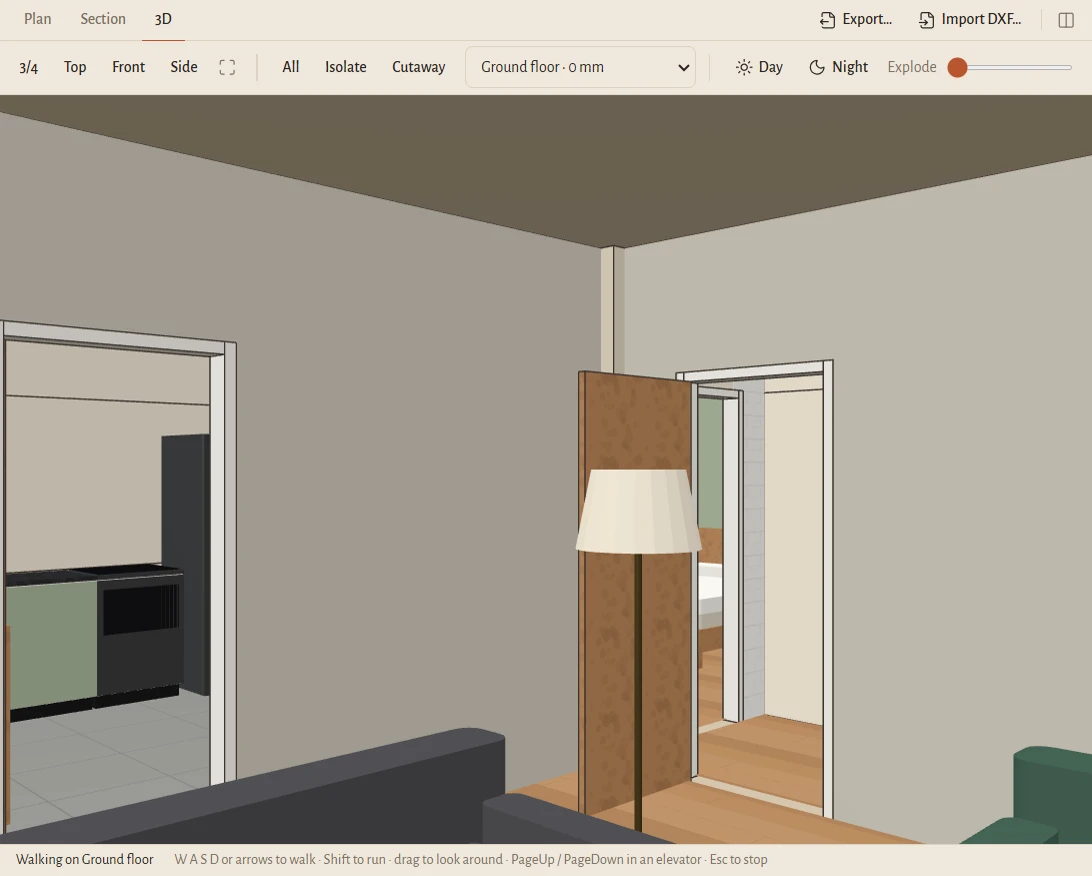 Plan Section 3D Export... Import DXF...
3/4 Top Front Side All Isolate Cutaway Ground floor · 0 mm Day Night Explode
Walking on Ground floor W A S D or arrows to walk · Shift to run · drag to look around · PageUp / PageDown in an elevator · Esc to stop